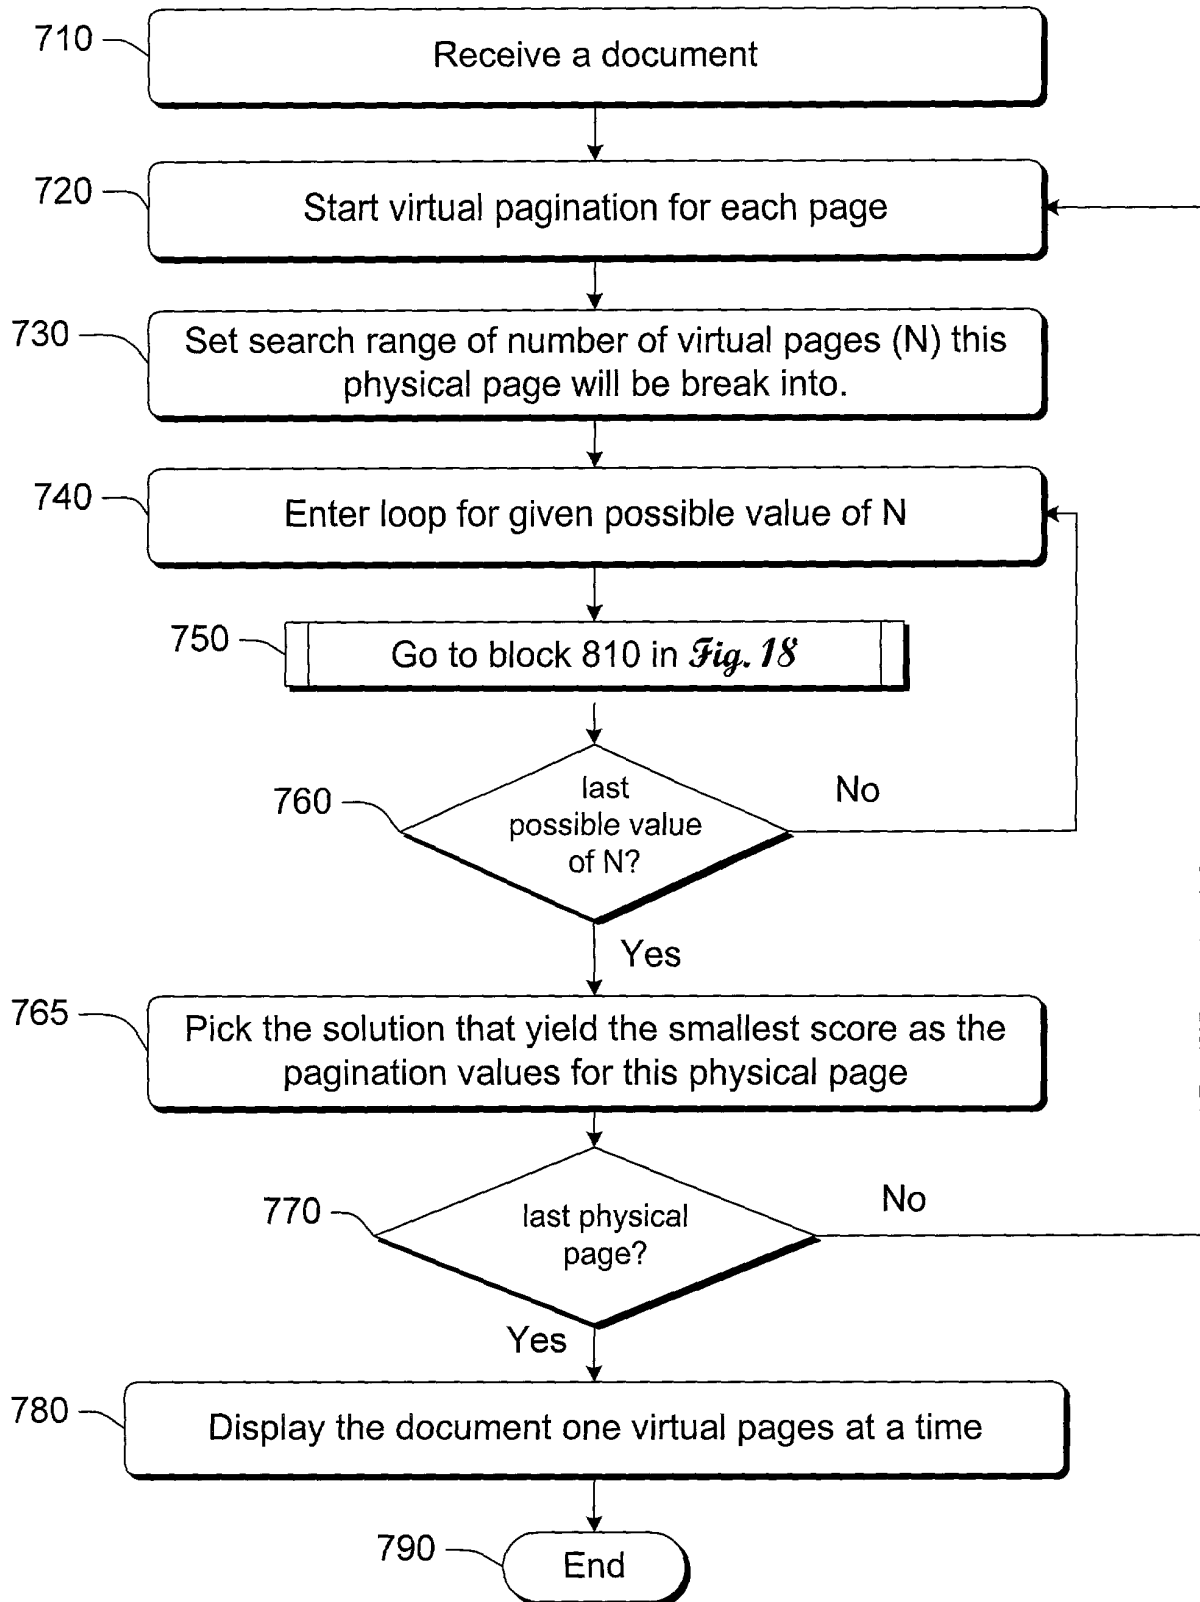 710
Receive a document
720
Start virtual pagination for each page
730
Set search range of number of virtual pages (N) this
physical page will be break into.
740
Enter loop for given possible value of N
750
Go to block 810 in Fig. 18
760
last
possible value
of N?
No
Yes
765
Pick the solution that yield the smallest score as the
pagination values for this physical page
770
last physical
page?
No
Yes
780
Display the document one virtual pages at a time
790
End